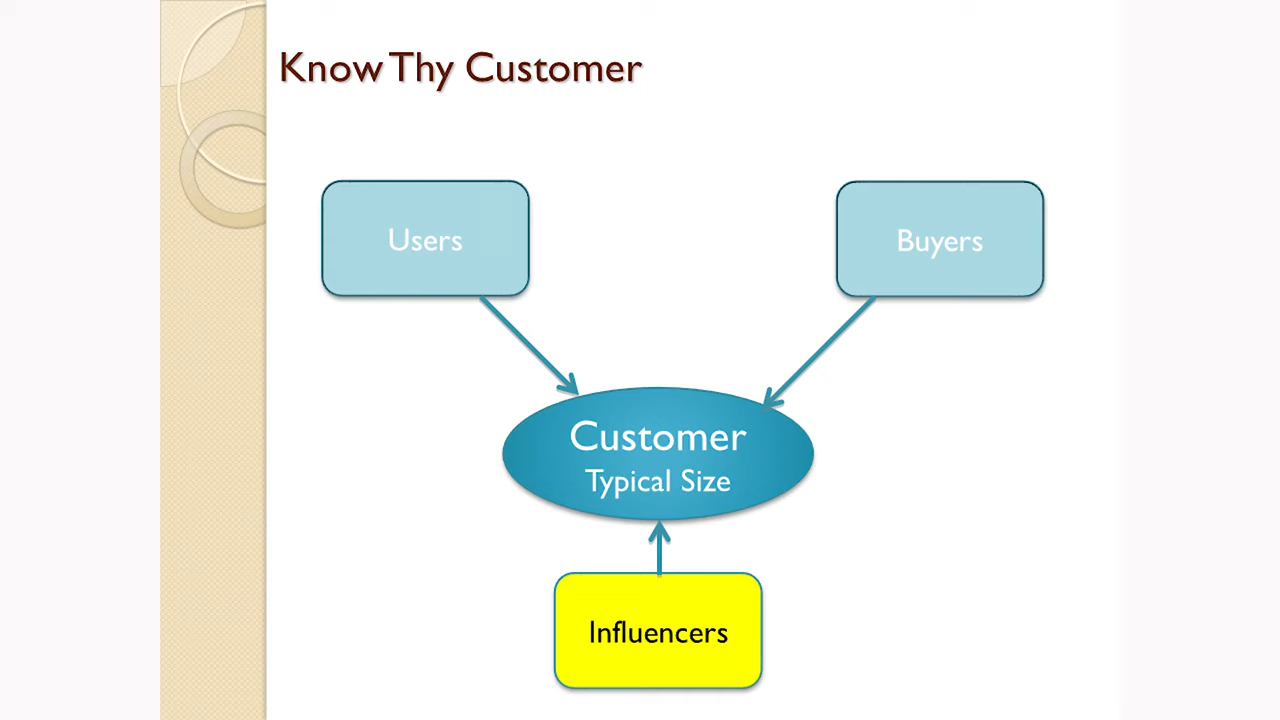 Know Thy Customer
Users
Buyers
Customer
Typical Size
Influencers